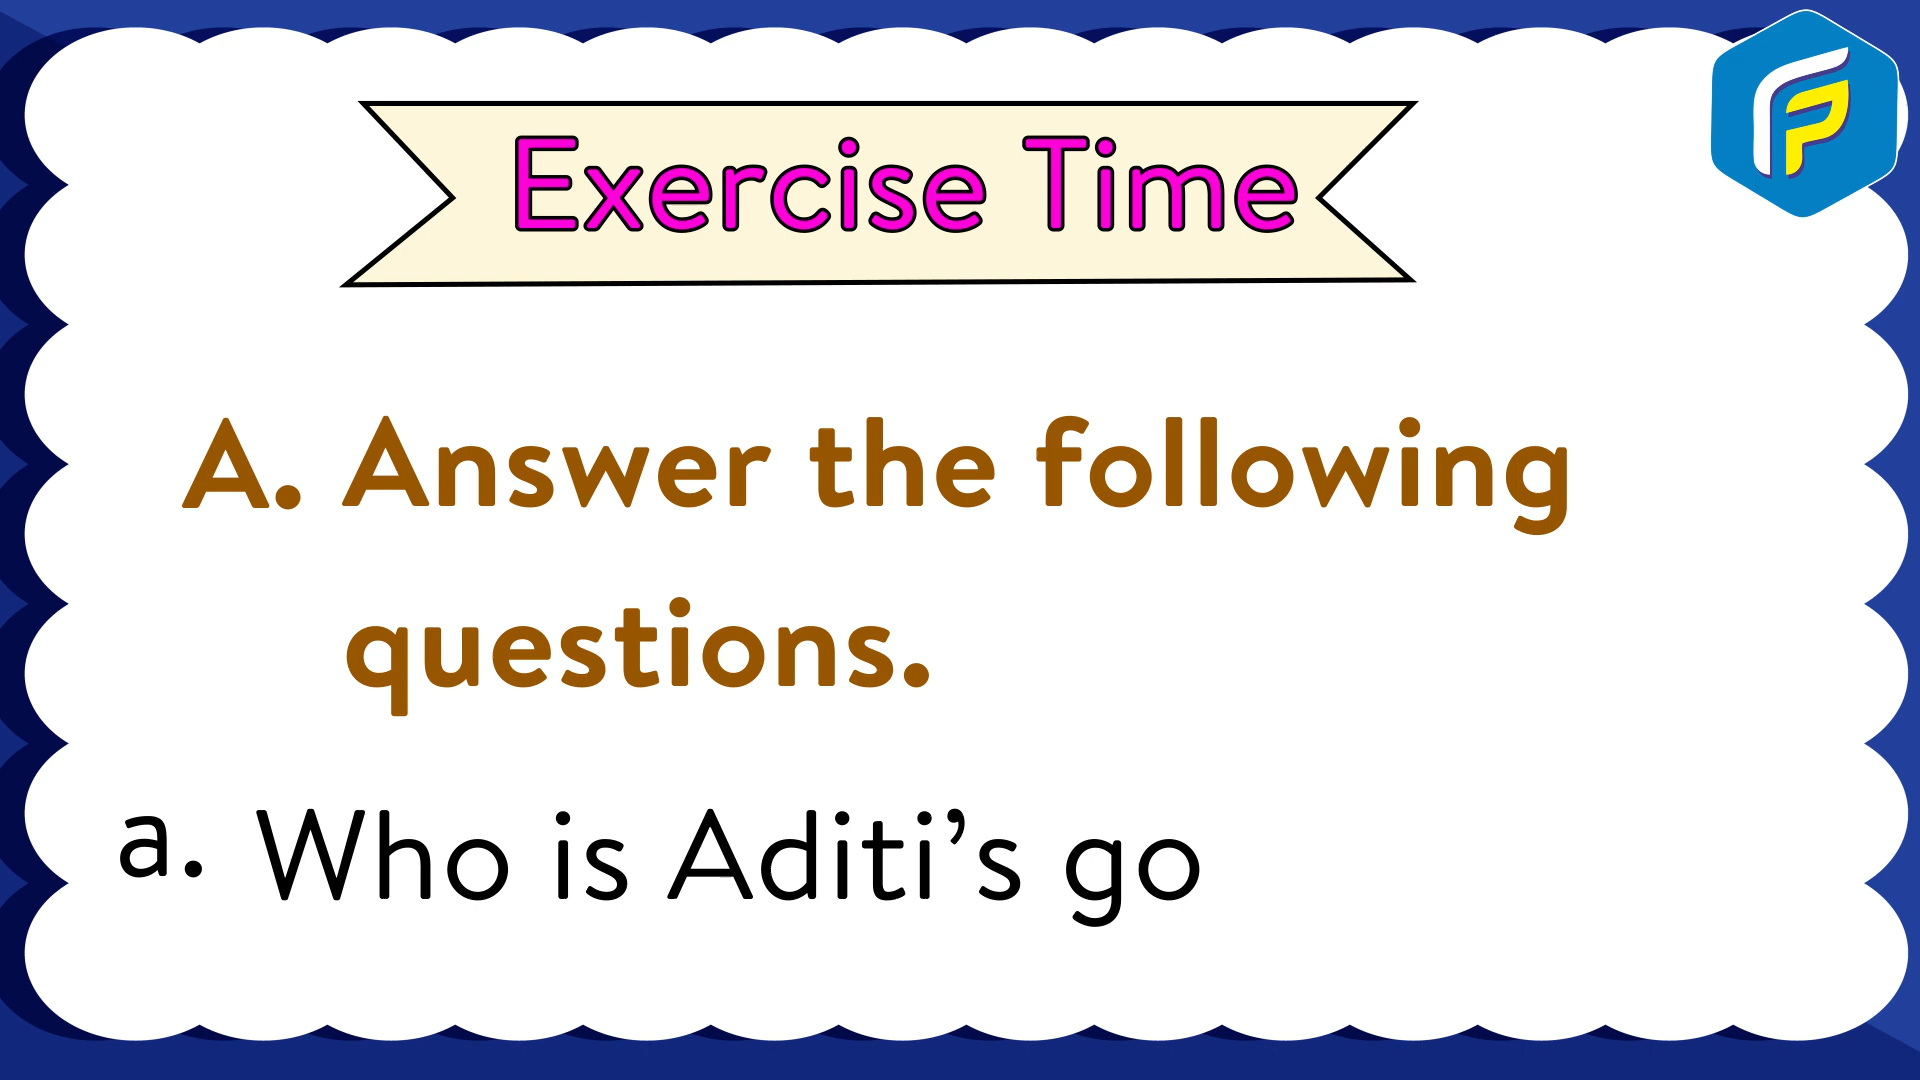 Exercise Time
A. Answer the following
questions.
a. Who is Aditi’s go